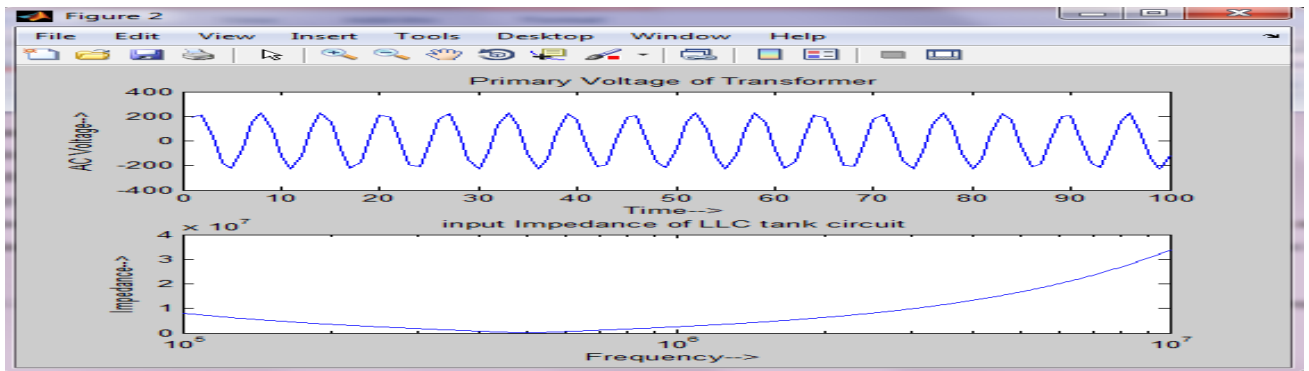 Figure 2
File Edit View Insert Tools Desktop Window Help
Primary Voltage of Transformer
400
200
0
-200
-400
AC Voltage-->
0 10 20 30 40 50 60 70 80 90 100
Time-->
input Impedance of LLC tank circuit
× 10^7
4
3
2
1
0
Impedance-->
10^5 10^6 10^7
Frequency-->